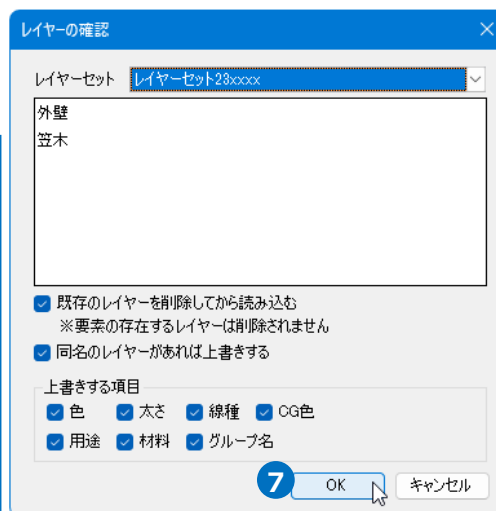 レイヤーの確認
レイヤーセット レイヤーセット23xxxx
外壁
笠木
既存のレイヤーを削除してから読み込む
※要素の存在するレイヤーは削除されません
同名のレイヤーがあれば上書きする
上書きする項目
色 太さ 線種 CG色
用途 材料 グループ名
7 OK キャンセル